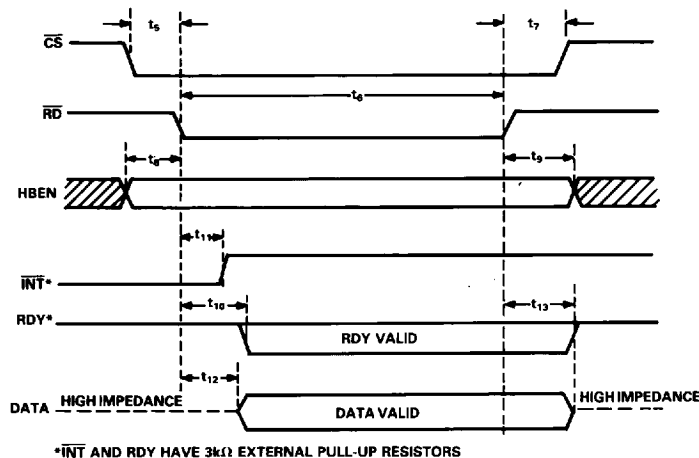 t5 t7
CS
t6
RD
t8 t9
HBEN
t11
INT*
t10 t13
RDY*
RDY VALID
t12
HIGH IMPEDANCE HIGH IMPEDANCE
DATA
DATA VALID
*INT AND RDY HAVE 3kΩ EXTERNAL PULL-UP RESISTORS